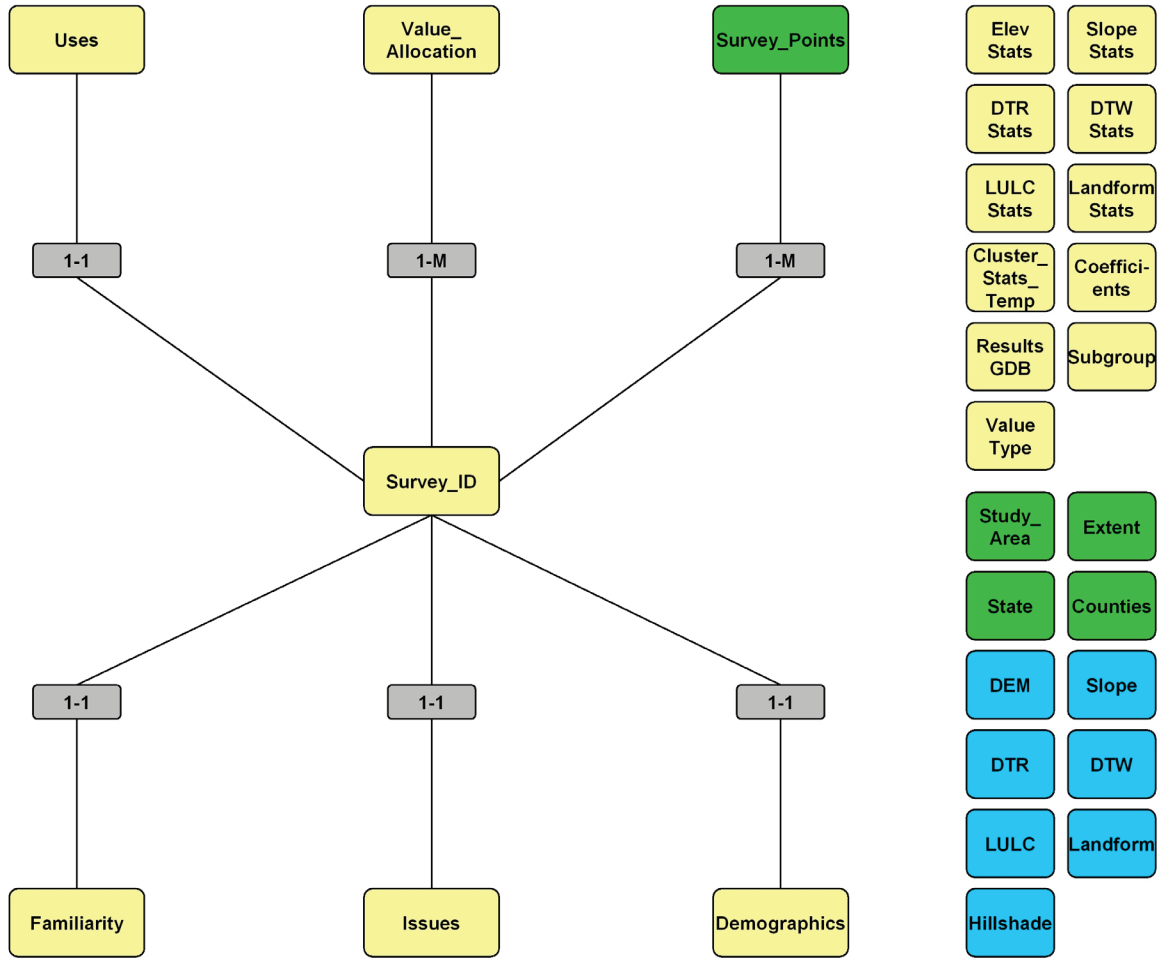 Uses
Value_
Allocation
Survey_Points
1-1
1-M
1-M
Survey_ID
1-1
1-1
1-1
Familiarity
Issues
Demographics
Elev
Stats
Slope
Stats
DTR
Stats
DTW
Stats
LULC
Stats
Landform
Stats
Cluster_
Stats_
Temp
Coeffici-
ents
Results
GDB
Subgroup
Value
Type
Study_
Area
Extent
State
Counties
DEM
Slope
DTR
DTW
LULC
Landform
Hillshade